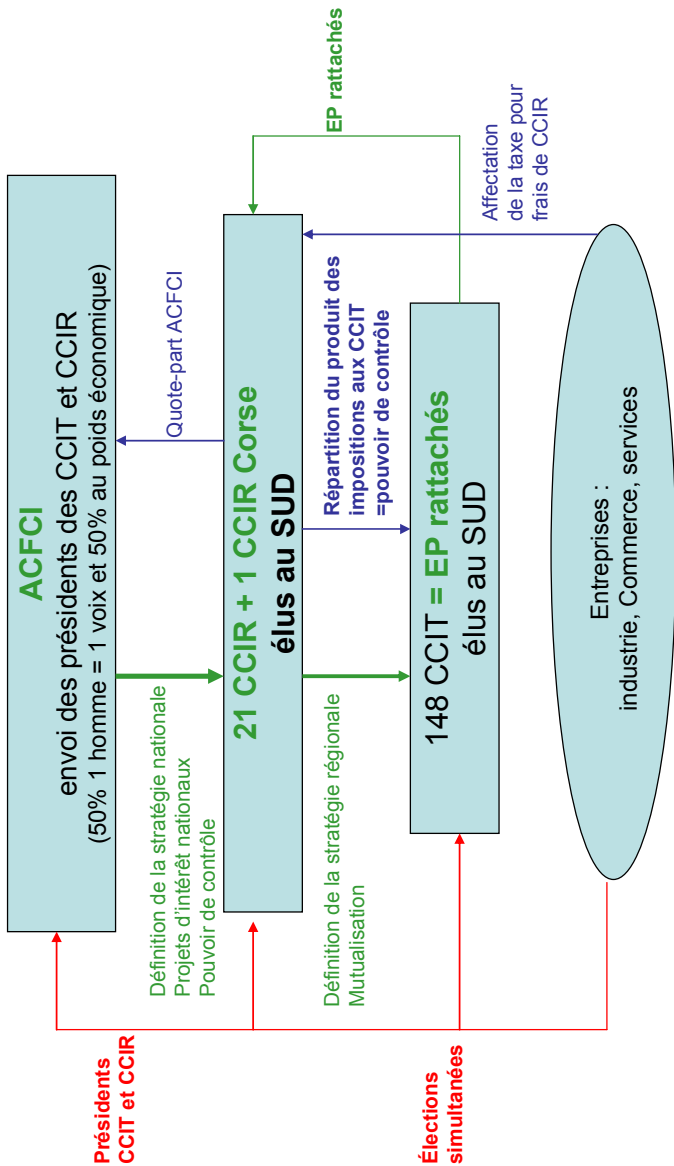 ACFCI
envoi des présidents des CCIT et CCIR
(50% 1 homme = 1 voix et 50% au poids économique)
Présidents
CCIT et CCIR
Définition de la stratégie nationale
Projets d'intérêt nationaux
Pouvoir de contrôle
Quote-part ACFCI
21 CCIR + 1 CCIR Corse
élus au SUD
EP rattachés
Définition de la stratrégie régionale
Mutualisation
Répartition du produit des
impositions aux CCIT
=pouvoir de contrôle
Élections
simultanées
148 CCIT = EP rattachés
élus au SUD
Affectation
de la taxe pour
frais de CCIR
Entreprises :
industrie, Commerce, services